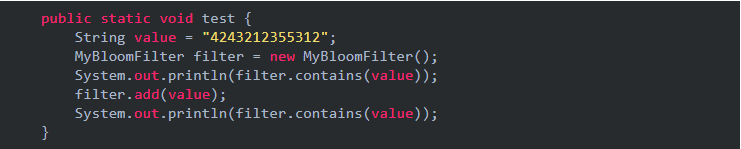 public static void test {
String value = "4243212355312";
MyBloomFilter filter = new MyBloomFilter();
System.out.println(filter.contains(value));
filter.add(value);
System.out.println(filter.contains(value));
}